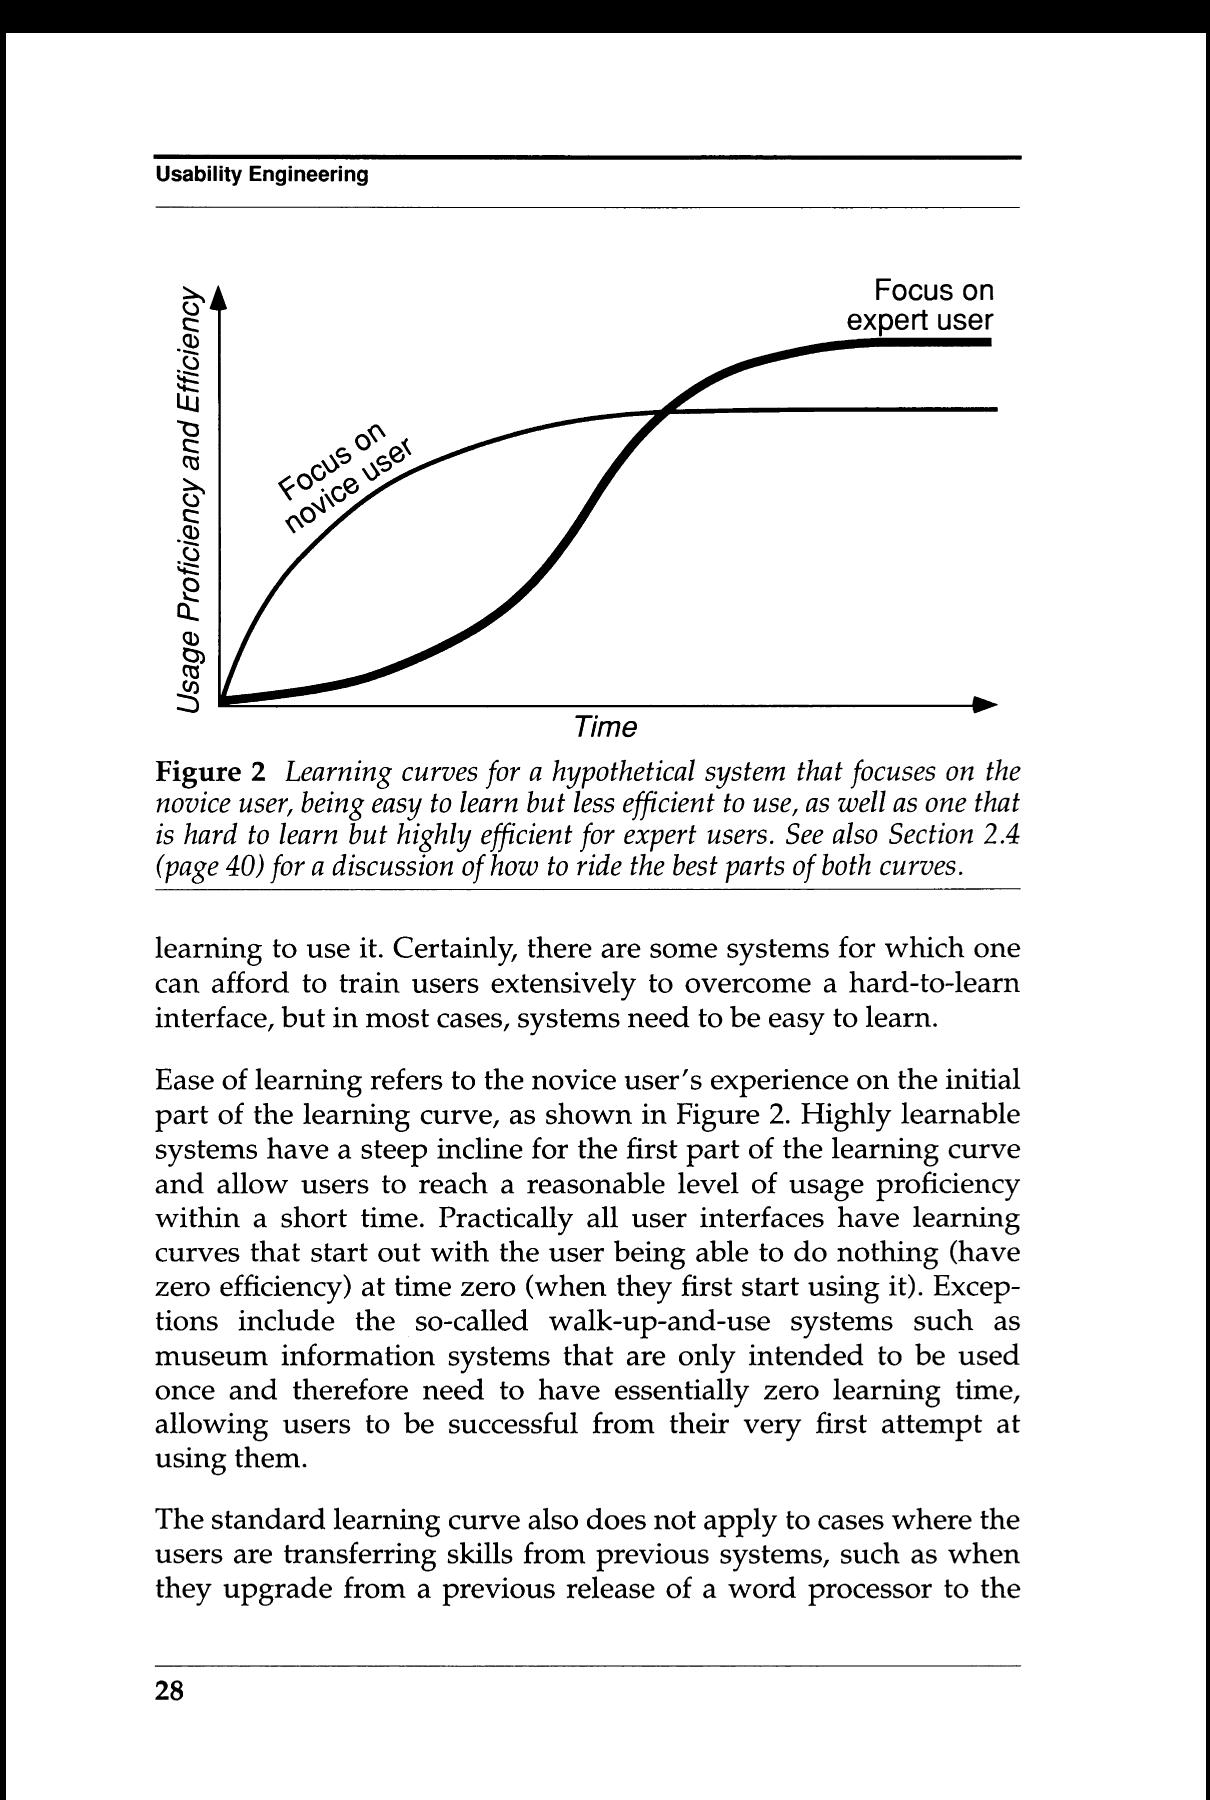 Usability Engineering
Usage Proficiency and Efficiency
Focus on
expert user
Focus on
novice user
Time
Figure 2 Learning curves for a hypothetical system that focuses on the
novice user, being easy to learn but less efficient to use, as well as one that
is hard to learn but highly efficient for expert users. See also Section 2.4
(page 40) for a discussion of how to ride the best parts of both curves.
learning to use it. Certainly, there are some systems for which one
can afford to train users extensively to overcome a hard-to-learn
interface, but in most cases, systems need to be easy to learn.
Ease of learning refers to the novice user's experience on the initial
part of the learning curve, as shown in Figure 2. Highly learnable
systems have a steep incline for the first part of the learning curve
and allow users to reach a reasonable level of usage proficiency
within a short time. Practically all user interfaces have learning
curves that start out with the user being able to do nothing (have
zero efficiency) at time zero (when they first start using it). Excep-
tions include the so-called walk-up-and-use systems such as
museum information systems that are only intended to be used
once and therefore need to have essentially zero learning time,
allowing users to be successful from their very first attempt at
using them.
The standard learning curve also does not apply to cases where the
users are transferring skills from previous systems, such as when
they upgrade from a previous release of a word processor to the
28